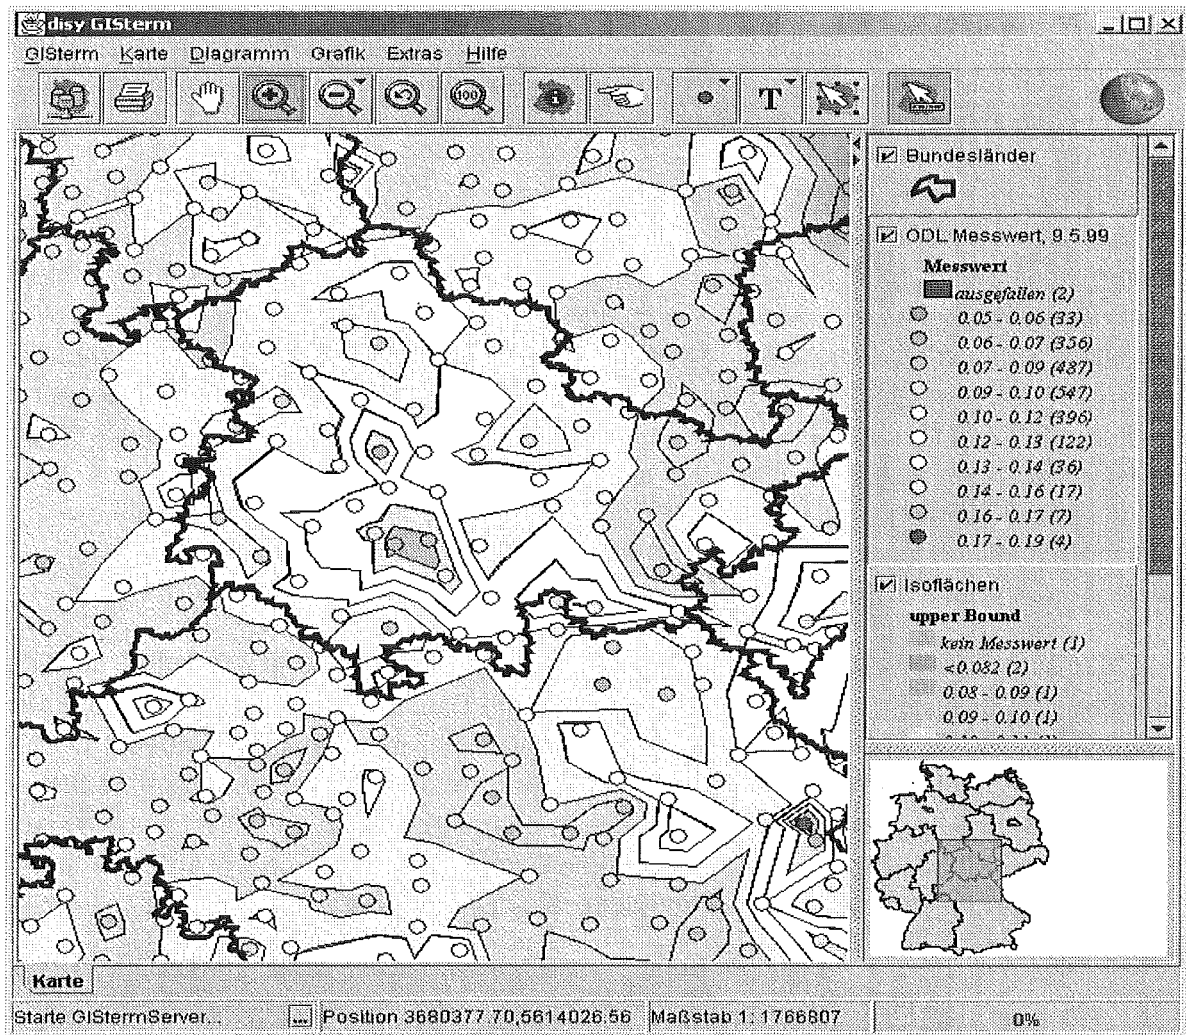 disy GISterm
GISterm Karte Diagramm Grafik Extras Hilfe
100 i T
Bundesländer
ODL Messwert, 9.5.99
Messwert
ausgefallen (2)
0.05 - 0.06 (33)
0.06 - 0.07 (356)
0.07 - 0.09 (487)
0.09 - 0.10 (547)
0.10 - 0.12 (396)
0.12 - 0.13 (122)
0.13 - 0.14 (36)
0.14 - 0.16 (17)
0.16 - 0.17 (7)
0.17 - 0.19 (4)
Isoflächen
upper Bound
kein Messwert (1)
<0.082 (2)
0.08 - 0.09 (1)
0.09 - 0.10 (1)
Karte
Starte GIStermServer... ... Position 3680377.70,5614026.56 Maßstab 1: 1766807 0%